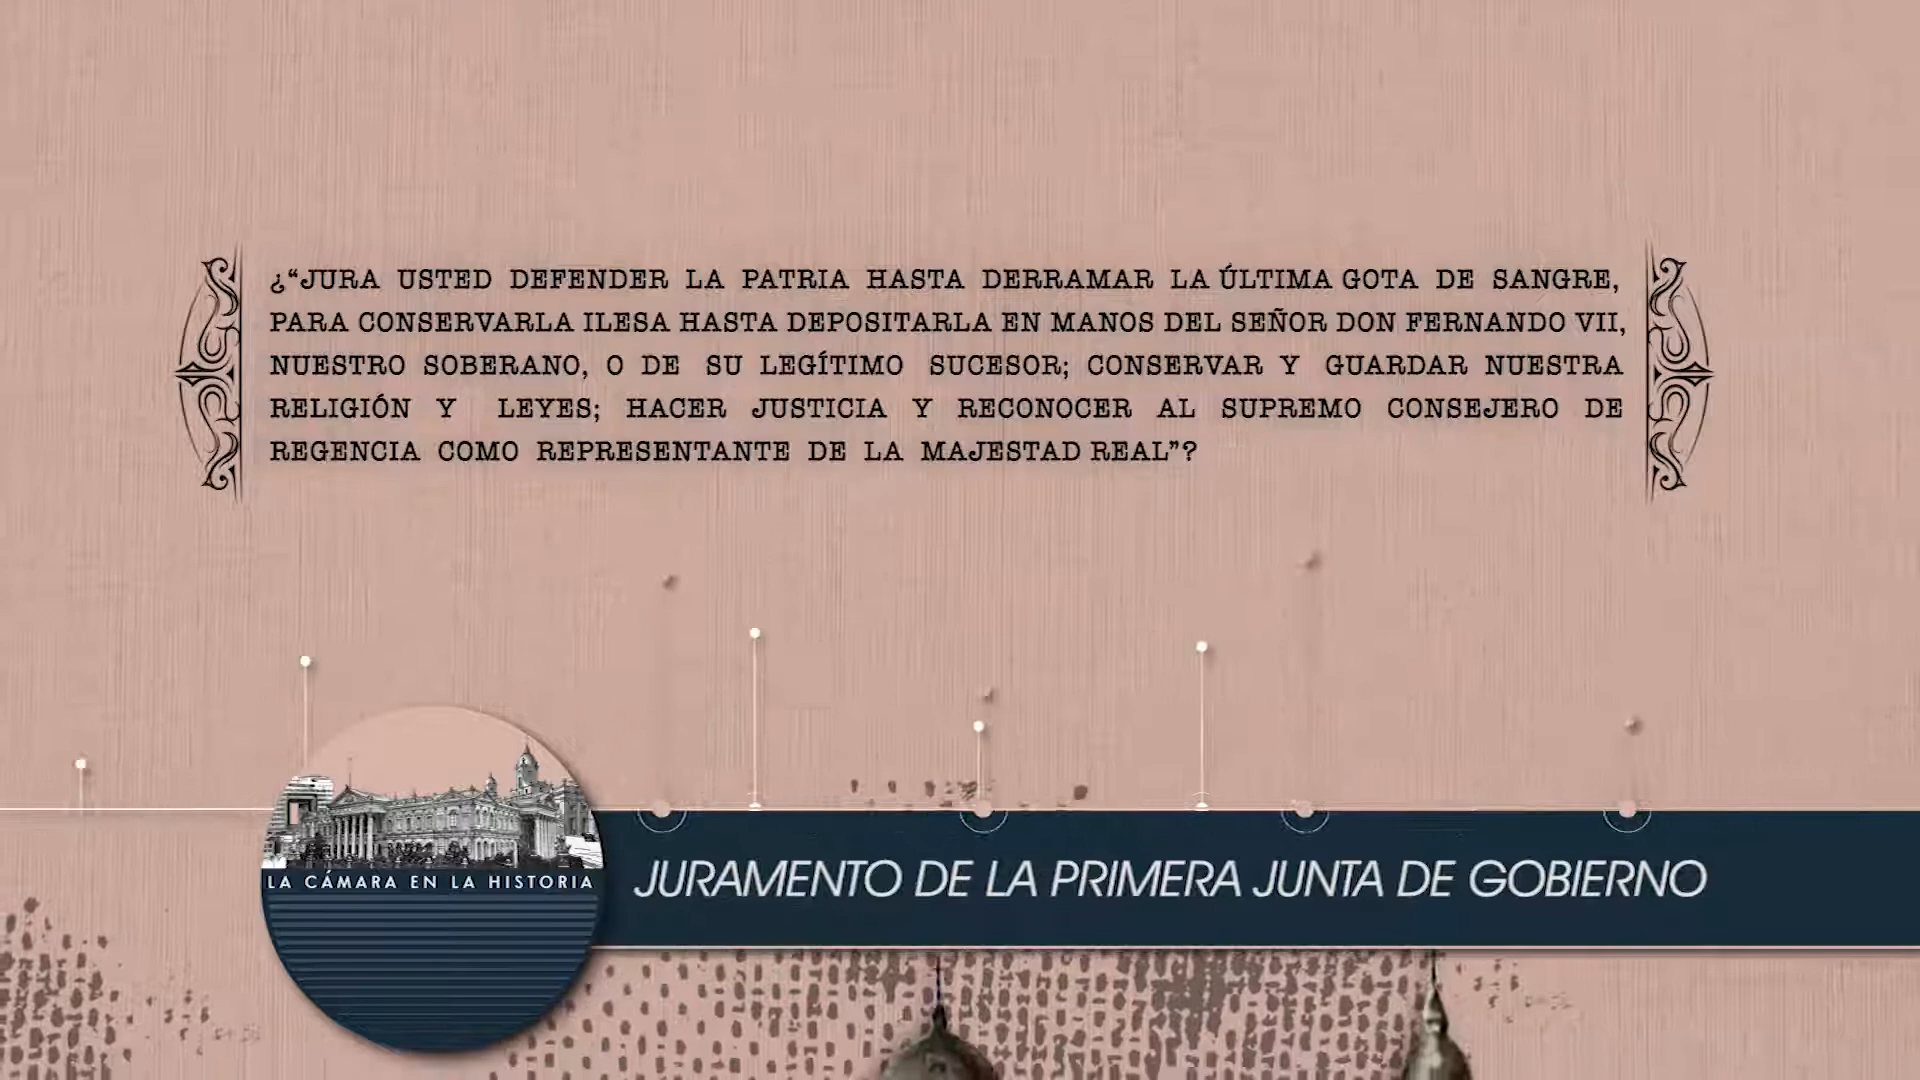 ¿“JURA USTED DEFENDER LA PATRIA HASTA DERRAMAR LA ÚLTIMA GOTA DE SANGRE,
PARA CONSERVARLA ILESA HASTA DEPOSITARLA EN MANOS DEL SEÑOR DON FERNANDO VII,
NUESTRO SOBERANO, O DE SU LEGÍTIMO SUCESOR; CONSERVAR Y GUARDAR NUESTRA
RELIGIÓN Y LEYES; HACER JUSTICIA Y RECONOCER AL SUPREMO CONSEJERO DE
REGENCIA COMO REPRESENTANTE DE LA MAJESTAD REAL”?
LA CÁMARA EN LA HISTORIA
JURAMENTO DE LA PRIMERA JUNTA DE GOBIERNO